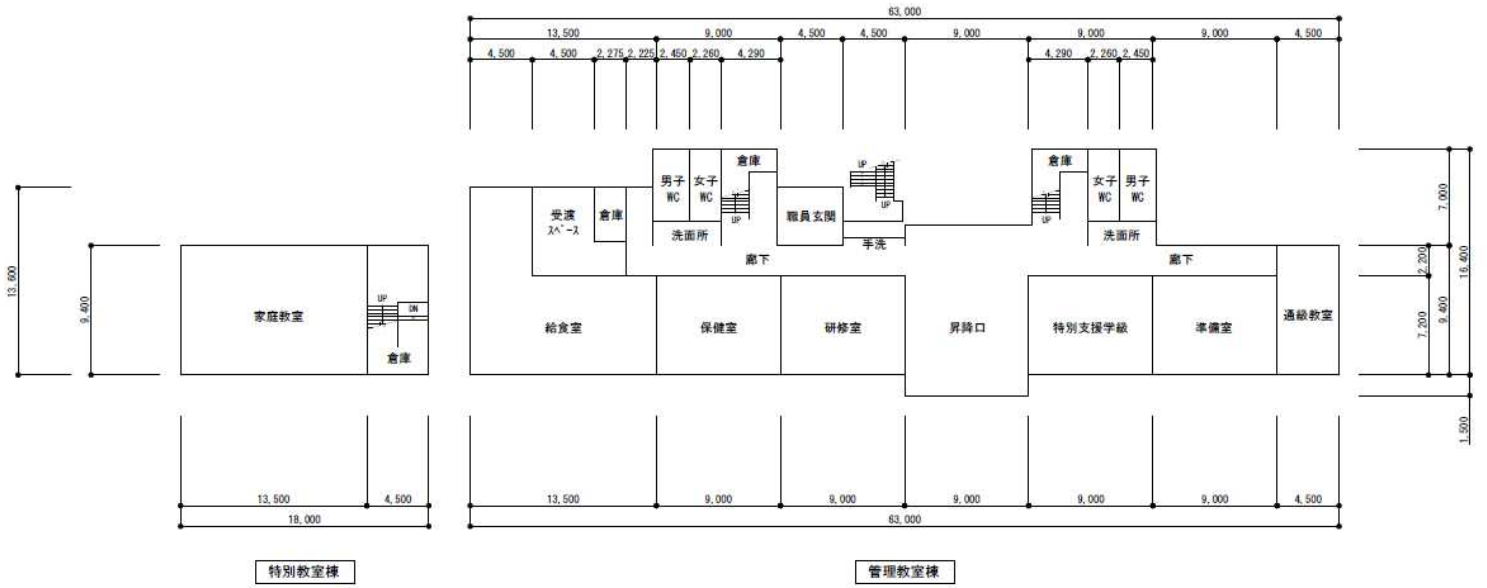 63,000
13,500 9,000 4,500 4,500 9,000 9,000 9,000 4,500
4,500 4,500 2,275 2,225 2,450 2,260 4,290 4,290 2,260 2,450
倉庫 UP 倉庫
男子 女子 女子 男子
WC WC WC WC
受渡 倉庫 UP 職員玄関 UP UP
スペース
洗面所 手洗 洗面所
廊下 廊下
7,000
16,400
2,200
9,400
7,200
1,500
13,600
9,400
UP DN
家庭教室
倉庫
給食室 保健室 研修室 昇降口 特別支援学級 準備室 通級教室
13,500 4,500 13,500 9,000 9,000 9,000 9,000 9,000 4,500
18,000 63,000
特別教室棟 管理教室棟